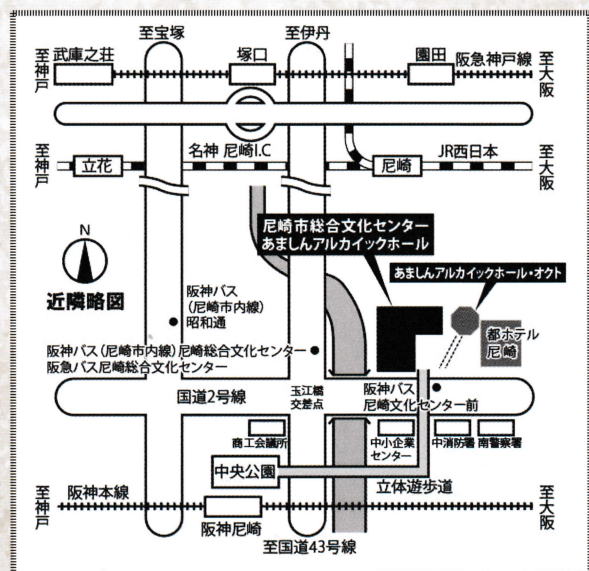 至宝塚
至伊丹
至神戸
武庫之荘
塚口
園田
阪急神戸線
至大阪
至神戸
立花
名神 尼崎I.C
尼崎
JR西日本
至大阪
N
近隣略図
尼崎市総合文化センター
あましんアルカイックホール
あましんアルカイックホール・オクト
都ホテル
尼崎
阪神バス
(尼崎市内線)
昭和通
阪神バス(尼崎市内線)尼崎総合文化センター
阪急バス尼崎総合文化センター
国道2号線
玉江橋
交差点
阪神バス
尼崎文化センター前
商工会議所
中小企業
センター
中消防署
南警察署
中央公園
立体遊歩道
至神戸
阪神本線
阪神尼崎
至大阪
至国道43号線